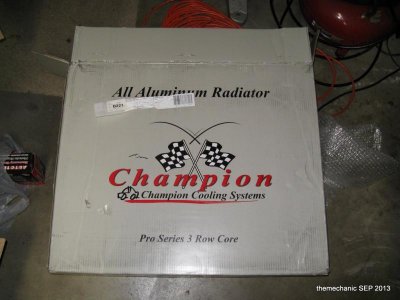 All Aluminum Radiator
Champion
Champion Cooling Systems
Pro Series 3 Row Core
themechanic SEP 2013